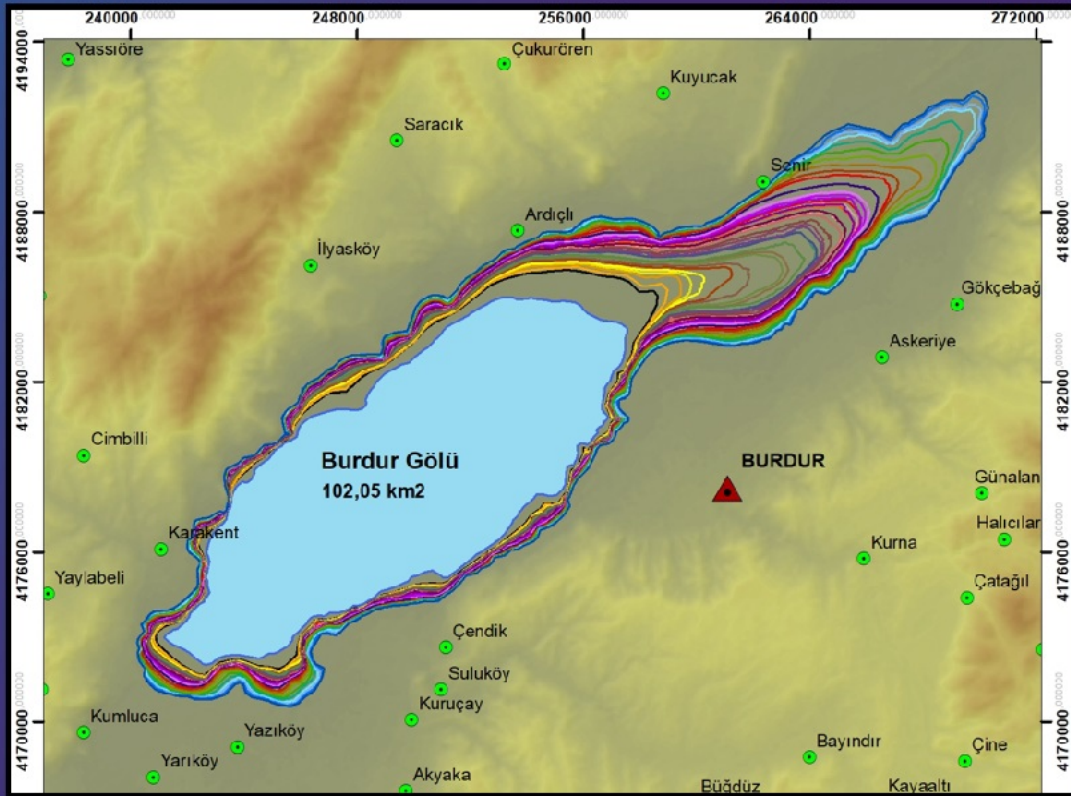 240000 248000 256000 264000 272000
4194000
Yassıöre
Çukurören
Kuyucak
Saracık
Senir
4188000 4188000
Ardıçlı
İlyasköy
Gökçebağ
Askeriye
4182000 4182000
Cimbilli
Burdur Gölü
BURDUR
102,05 km2
Günalan
Halıcılar
Karakent
Kurna
4176000 4176000
Yaylabeli
Çatağıl
Çendik
Suluköy
Kumluca
Kuruçay
4170000 4170000
Yazıköy
Bayındır
Çine
Yarıköy
Akyaka
Büğdüz
Kayaaltı